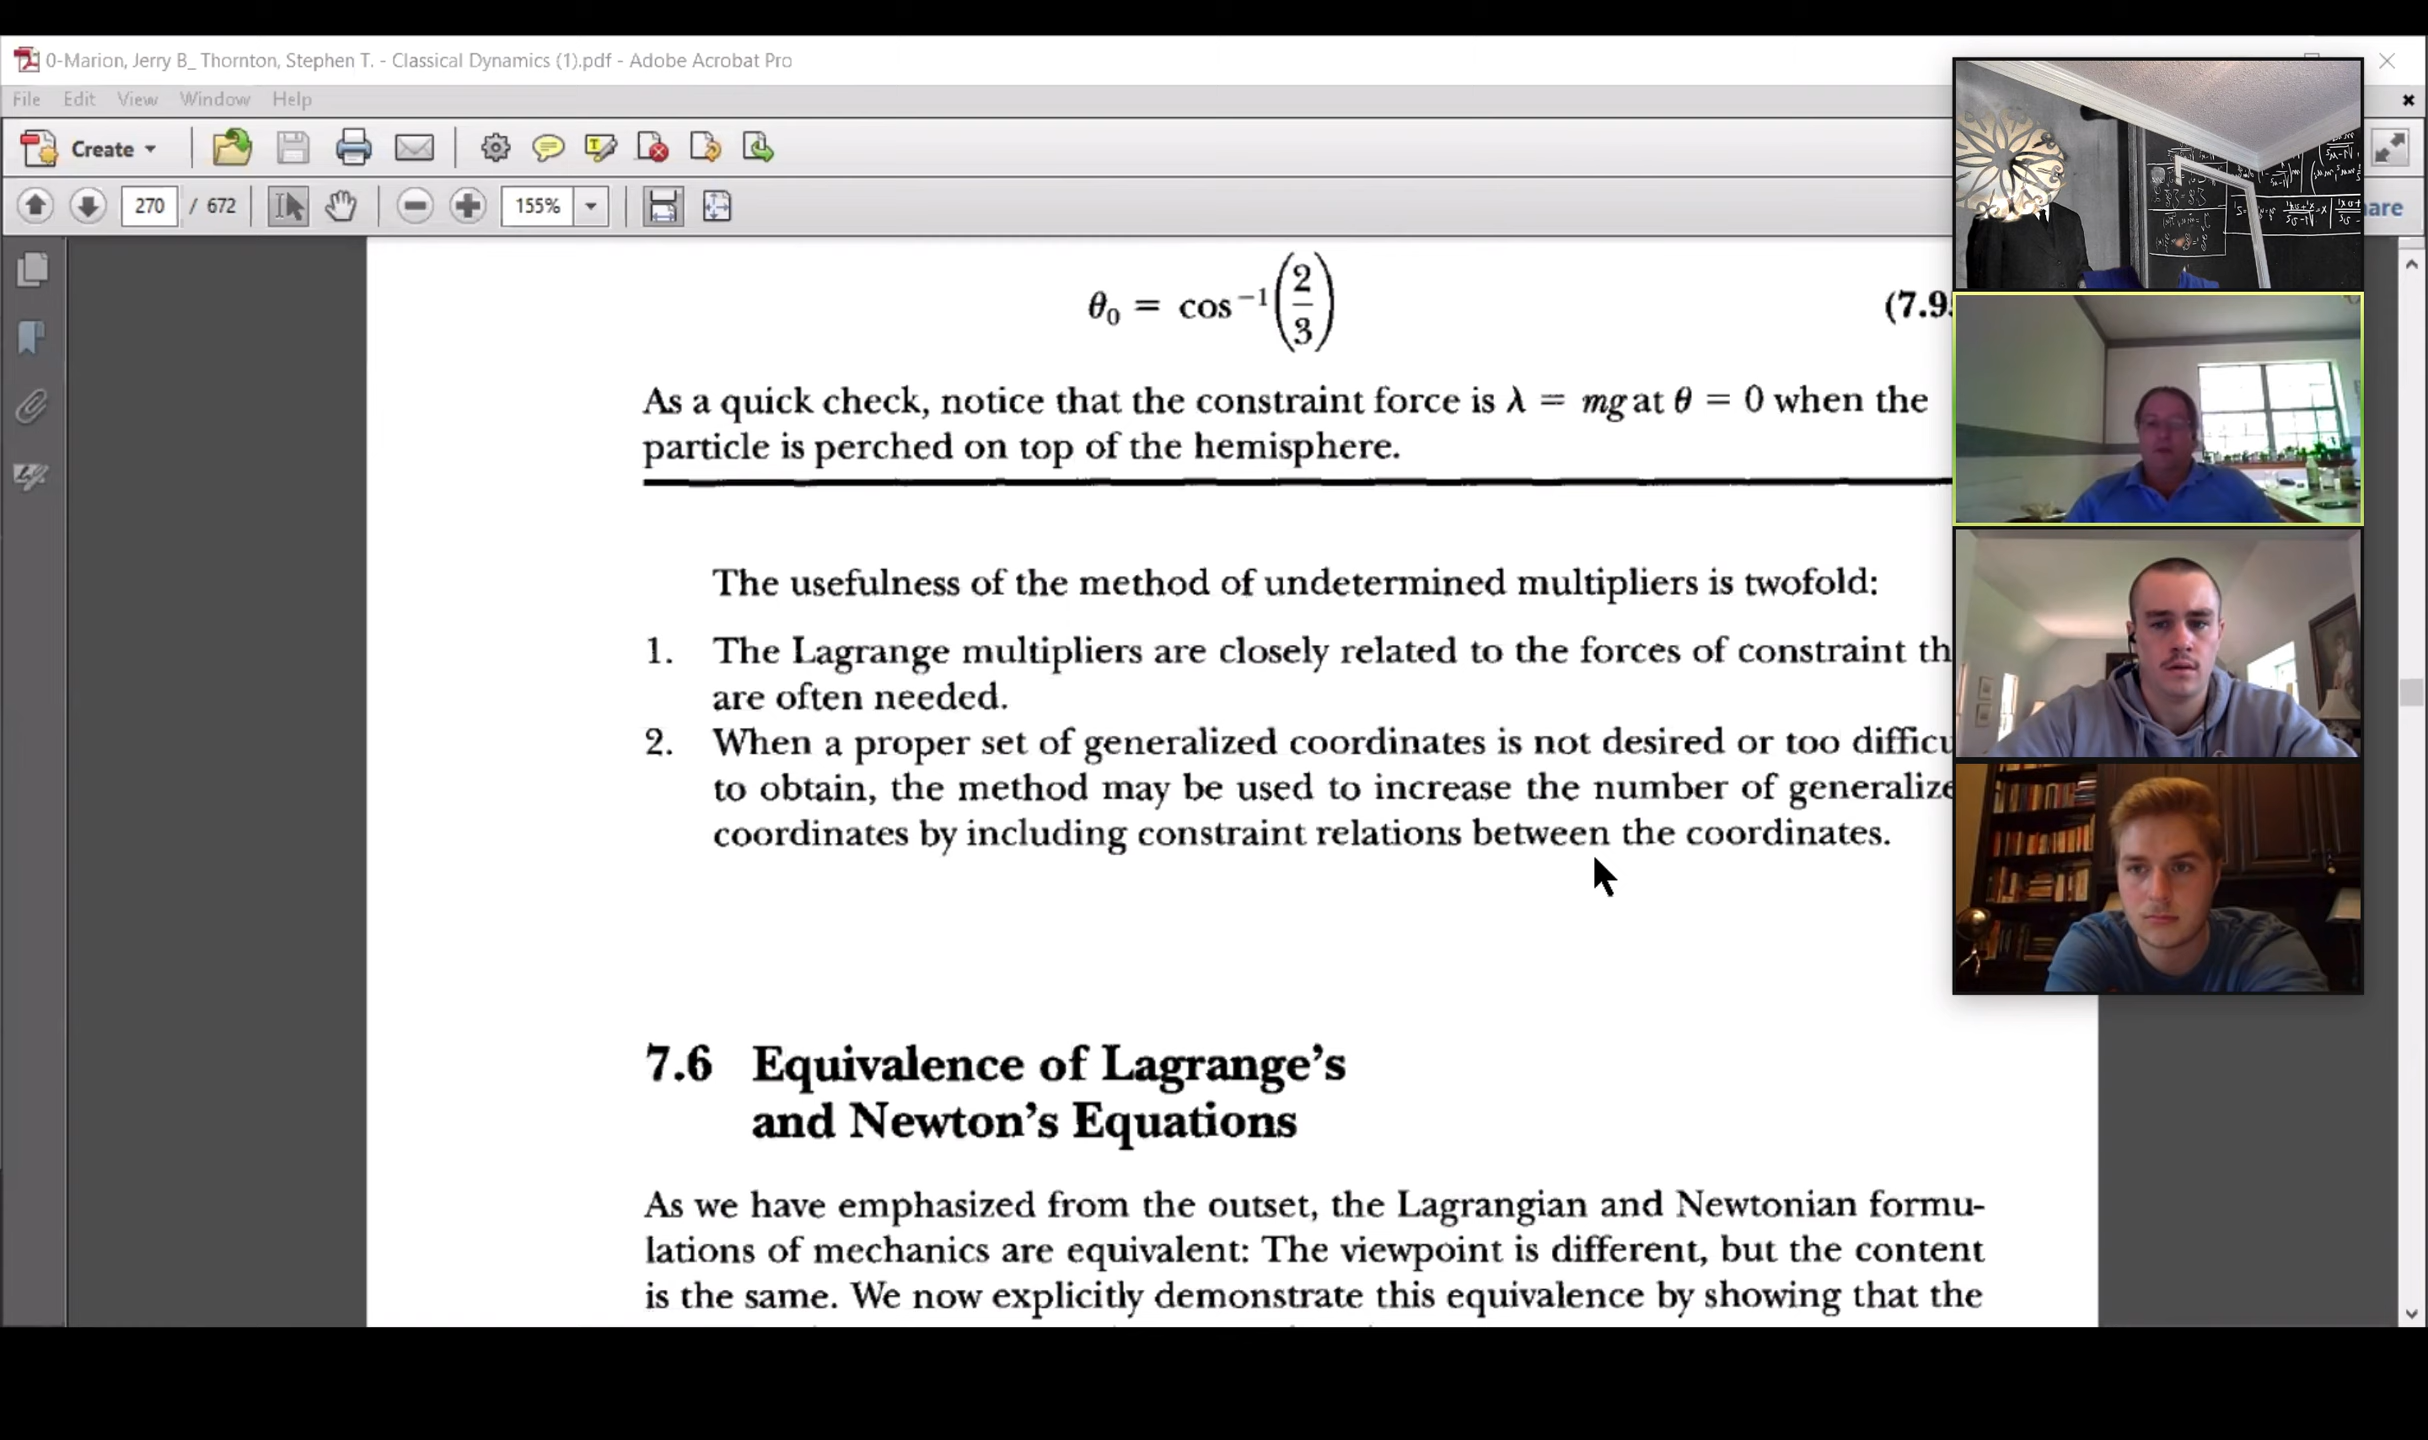 0-Marion, Jerry B_ Thornton, Stephen T. - Classical Dynamics (1).pdf - Adobe Acrobat Pro
File Edit View Window Help
Create
270 / 672 155%
θ₀ = cos⁻¹(2/3) (7.9
As a quick check, notice that the constraint force is λ = mg at θ = 0 when the
particle is perched on top of the hemisphere.
The usefulness of the method of undetermined multipliers is twofold:
1. The Lagrange multipliers are closely related to the forces of constraint th
are often needed.
2. When a proper set of generalized coordinates is not desired or too difficu
to obtain, the method may be used to increase the number of generalize
coordinates by including constraint relations between the coordinates.
7.6 Equivalence of Lagrange's
and Newton's Equations
As we have emphasized from the outset, the Lagrangian and Newtonian formu-
lations of mechanics are equivalent: The viewpoint is different, but the content
is the same. We now explicitly demonstrate this equivalence by showing that the